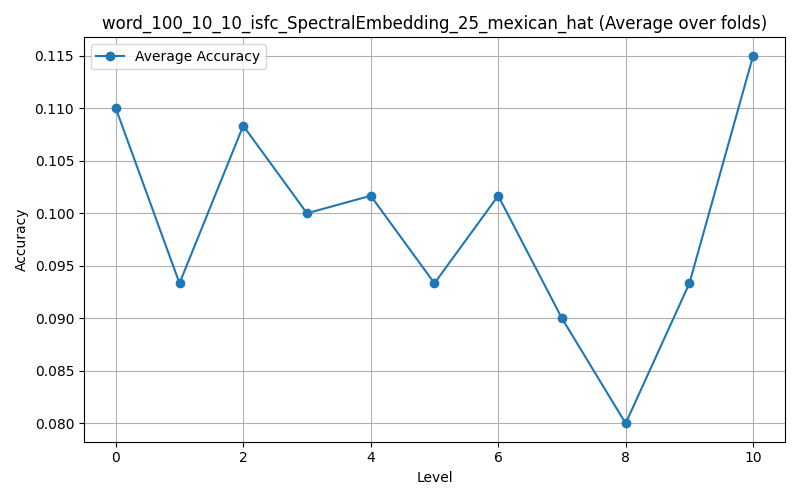 word_100_10_10_isfc_SpectralEmbedding_25_mexican_hat (Average over folds)
Average Accuracy
0.115
0.110
0.105
0.100
0.095
0.090
0.085
0.080
Accuracy
0 2 4 6 8 10
Level